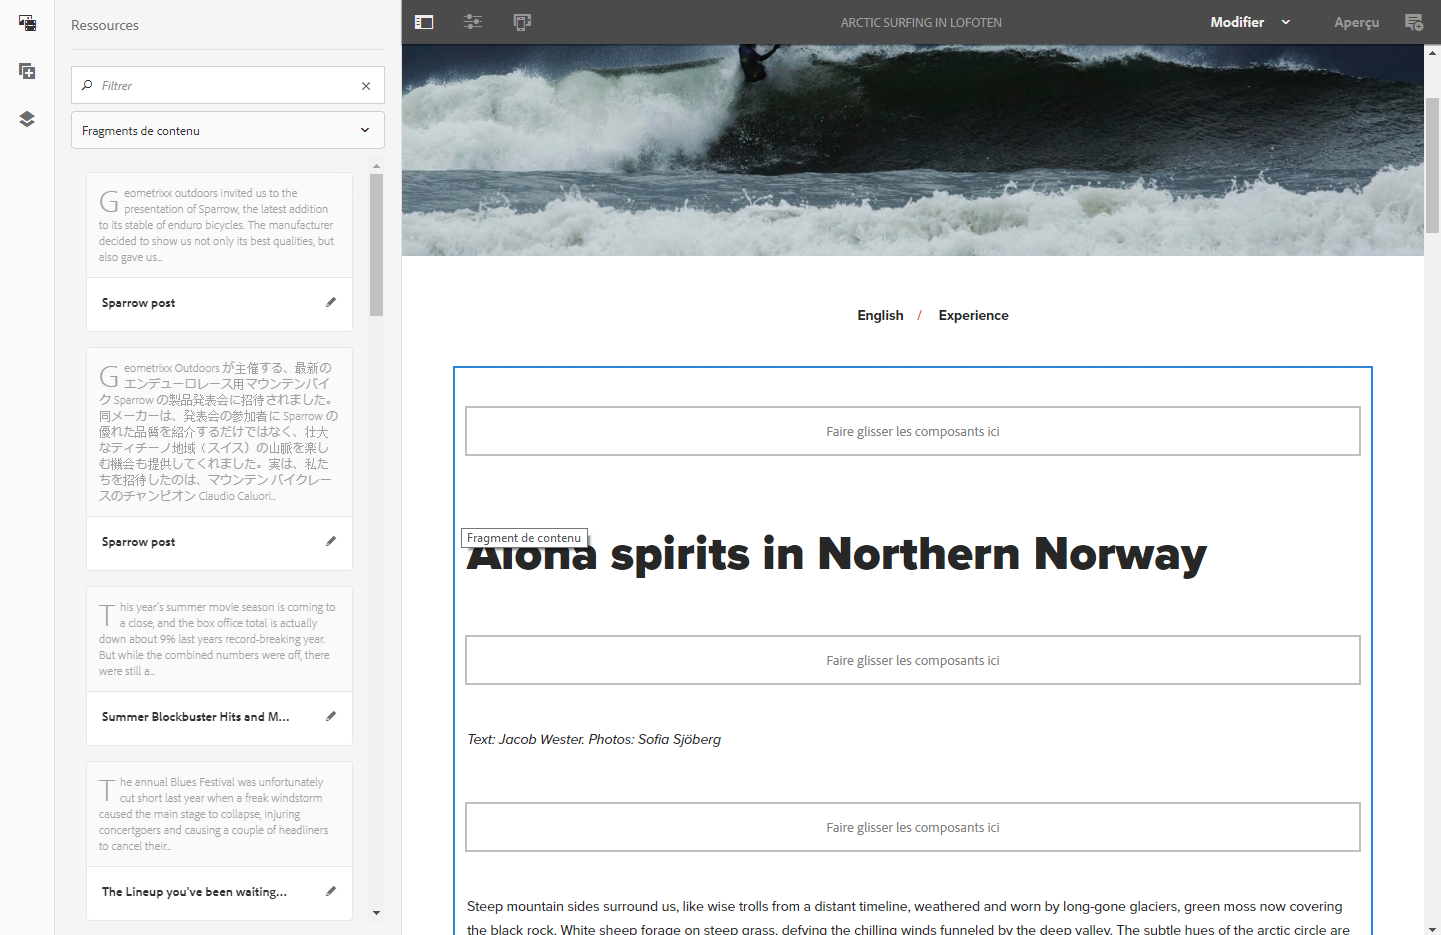 Ressources
Filtrer
Fragments de contenu
Geometrixx outdoors invited us to the
presentation of Sparrow, the latest addition
to its stable of enduro bicycles. The manufacturer
decided to show us not only its best qualities, but
also gave us...
Sparrow post
Geometrixx Outdoors が主催する、最新の
エンデューロレース用マウンテンバイ
ク Sparrow の製品発表会に招待されました。
同メーカーは、発表会の参加者に Sparrow の
優れた品質を紹介するだけではなく、壮大
なティチーノ地域（スイス）の山脈を楽し
む機会も提供してくれました。実は、私た
ちを招待したのは、マウンテン バイクレー
スのチャンピオン Claudio Caluori...
Sparrow post
This year's summer movie season is coming to
a close, and the box office total is actually
down about 9% last years record-breaking year.
But while the combined numbers were off, there
were still a...
Summer Blockbuster Hits and M...
The annual Blues Festival was unfortunately
cut short last year when a freak windstorm
caused the main stage to collapse, injuring
concertgoers and causing a couple of headliners
to cancel their...
The Lineup you've been waiting...
ARCTIC SURFING IN LOFOTEN
Modifier
Aperçu
English / Experience
Faire glisser les composants ici
Fragment de contenu
Aloha spirits in Northern Norway
Faire glisser les composants ici
Text: Jacob Wester. Photos: Sofia Sjöberg
Faire glisser les composants ici
Steep mountain sides surround us, like wise trolls from a distant timeline, weathered and worn by long-gone glaciers, green moss now covering
the black rock. White sheep forage on steep grass, defying the chilling winds funneled by the deep valley. The subtle hues of the arctic circle are